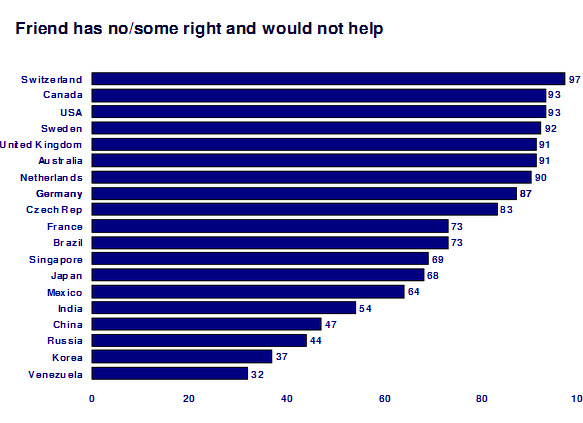 Friend has no/some right and would not help
Switzerland 97
Canada 93
USA 93
Sweden 92
United Kingdom 91
Australia 91
Netherlands 90
Germany 87
Czech Rep 83
France 73
Brazil 73
Singapore 69
Japan 68
Mexico 64
India 54
China 47
Russia 44
Korea 37
Venezuela 32
0 20 40 60 80 10